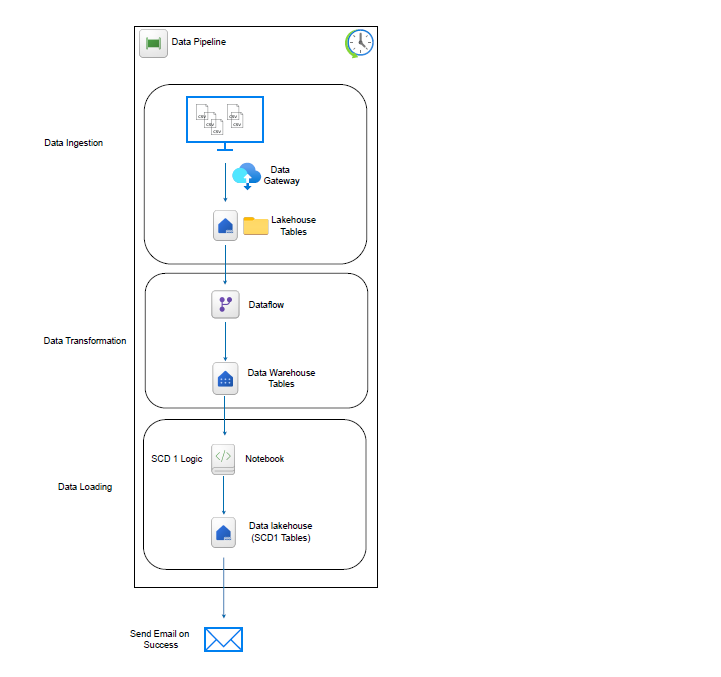 Data Pipeline
Data Ingestion
CSV
CSV
CSV
CSV
CSV
Data
Gateway
Lakehouse
Tables
Data Transformation
Dataflow
Data Warehouse
Tables
Data Loading
SCD 1 Logic
Notebook
Data lakehouse
(SCD1 Tables)
Send Email on
Success